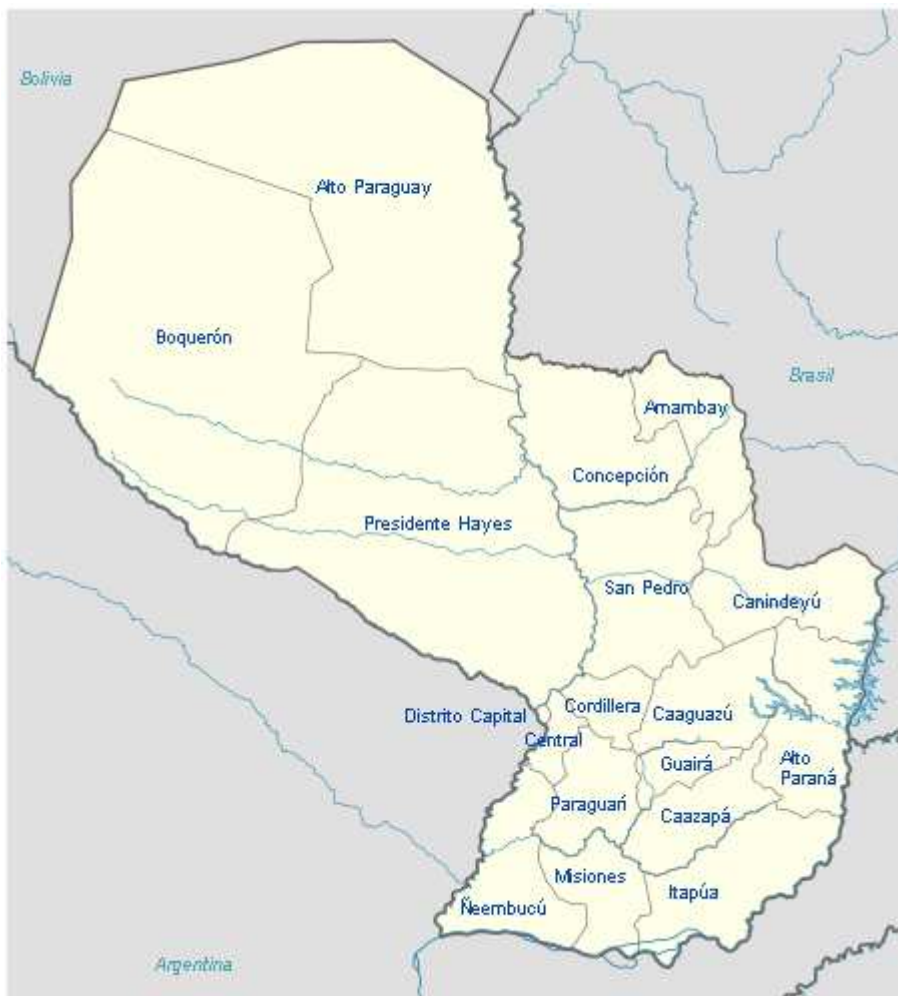 Bolivia
Alto Paraguay
Boquerón
Brasil
Amambay
Concepción
Presidente Hayes
San Pedro
Canindeyú
Cordillera
Distrito Capital
Caaguazú
Central
Guairá
Alto
Paraná
Paraguarí
Caazapá
Misiones
Itapúa
Ñeembucú
Argentina